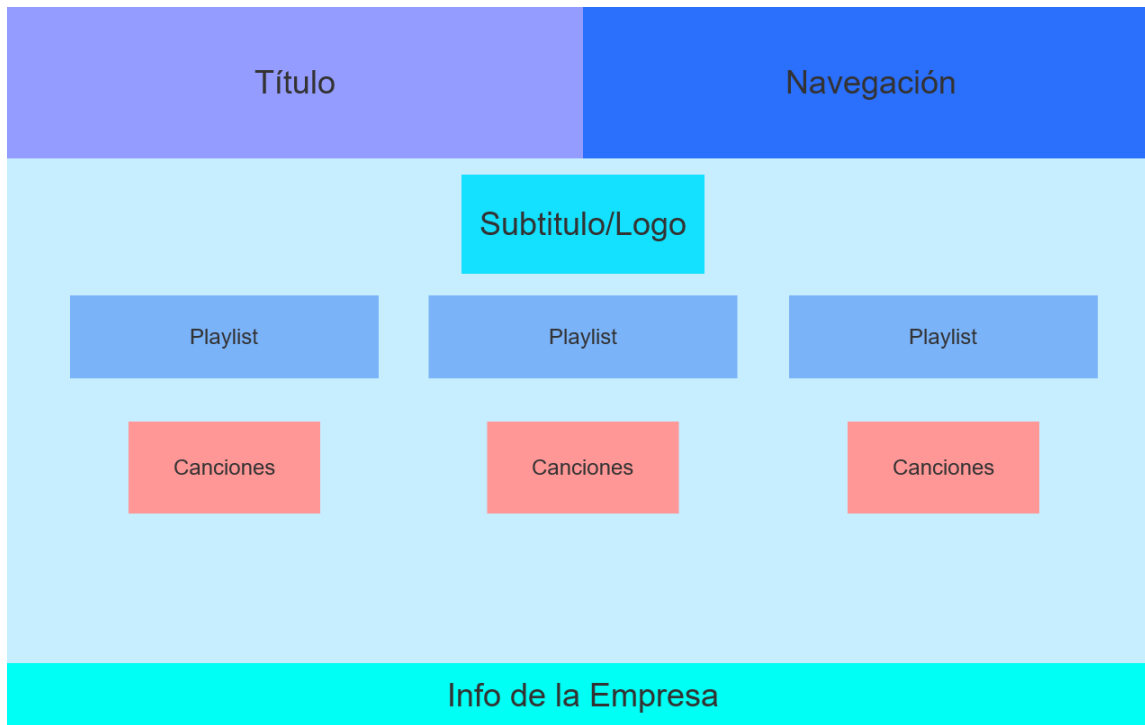 Título
Navegación
Subtitulo/Logo
Playlist
Playlist
Playlist
Canciones
Canciones
Canciones
Info de la Empresa